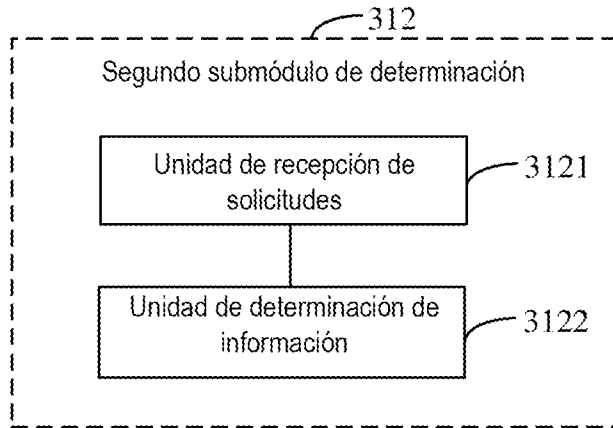 312
Segundo submódulo de determinación
Unidad de recepción de
solicitudes
3121
Unidad de determinación de
información
3122